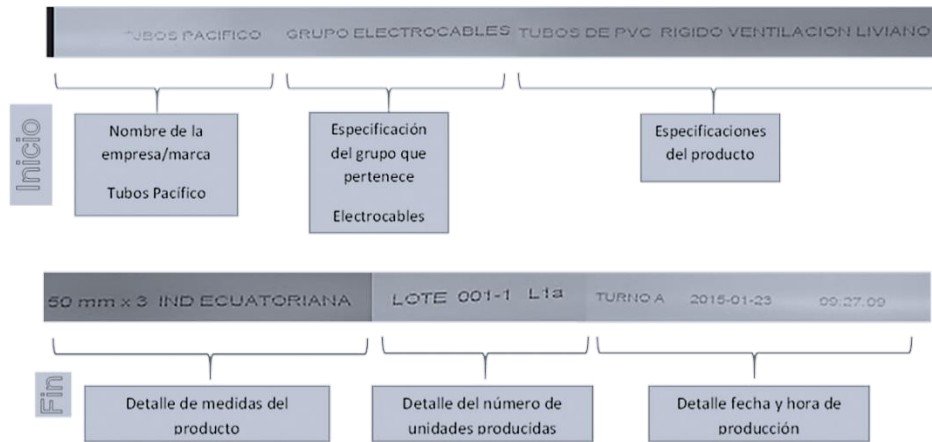 TUBOS PACIFICO GRUPO ELECTROCABLES TUBOS DE PVC RIGIDO VENTILACION LIVIANO
Inicio
Nombre de la
empresa/marca
Tubos Pacífico
Especificación
del grupo que
pertenece
Electrocables
Especificaciones
del producto
50 mm x 3 IND ECUATORIANA LOTE 001-1 L1a TURNO A 2015-01-23 09:27:09
Fin
Detalle de medidas del
producto
Detalle del número de
unidades producidas
Detalle fecha y hora de
producción